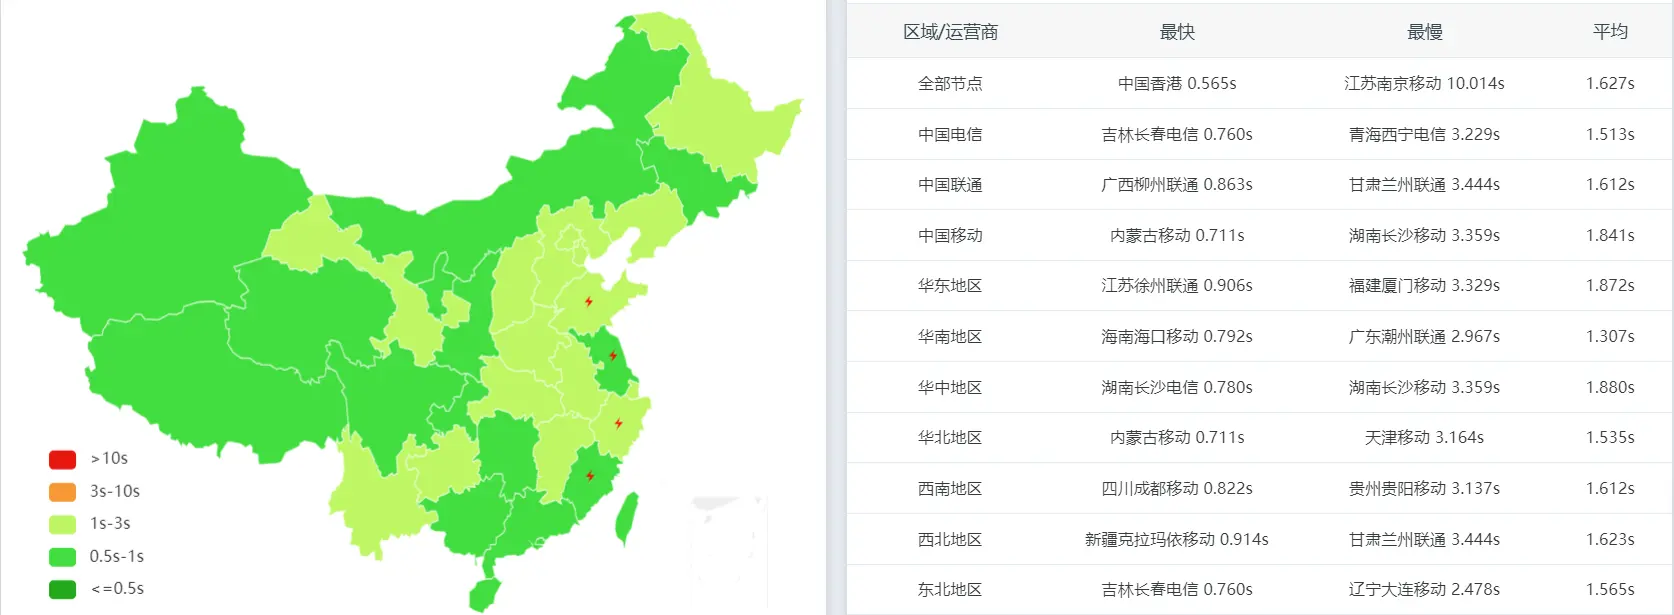 >10s
3s-10s
1s-3s
0.5s-1s
<=0.5s
区域/运营商 最快 最慢 平均
全部节点 中国香港 0.565s 江苏南京移动 10.014s 1.627s
中国电信 吉林长春电信 0.760s 青海西宁电信 3.229s 1.513s
中国联通 广西柳州联通 0.863s 甘肃兰州联通 3.444s 1.612s
中国移动 内蒙古移动 0.711s 湖南长沙移动 3.359s 1.841s
华东地区 江苏徐州联通 0.906s 福建厦门移动 3.329s 1.872s
华南地区 海南海口移动 0.792s 广东潮州联通 2.967s 1.307s
华中地区 湖南长沙电信 0.780s 湖南长沙移动 3.359s 1.880s
华北地区 内蒙古移动 0.711s 天津移动 3.164s 1.535s
西南地区 四川成都移动 0.822s 贵州贵阳移动 3.137s 1.612s
西北地区 新疆克拉玛依移动 0.914s 甘肃兰州联通 3.444s 1.623s
东北地区 吉林长春电信 0.760s 辽宁大连移动 2.478s 1.565s